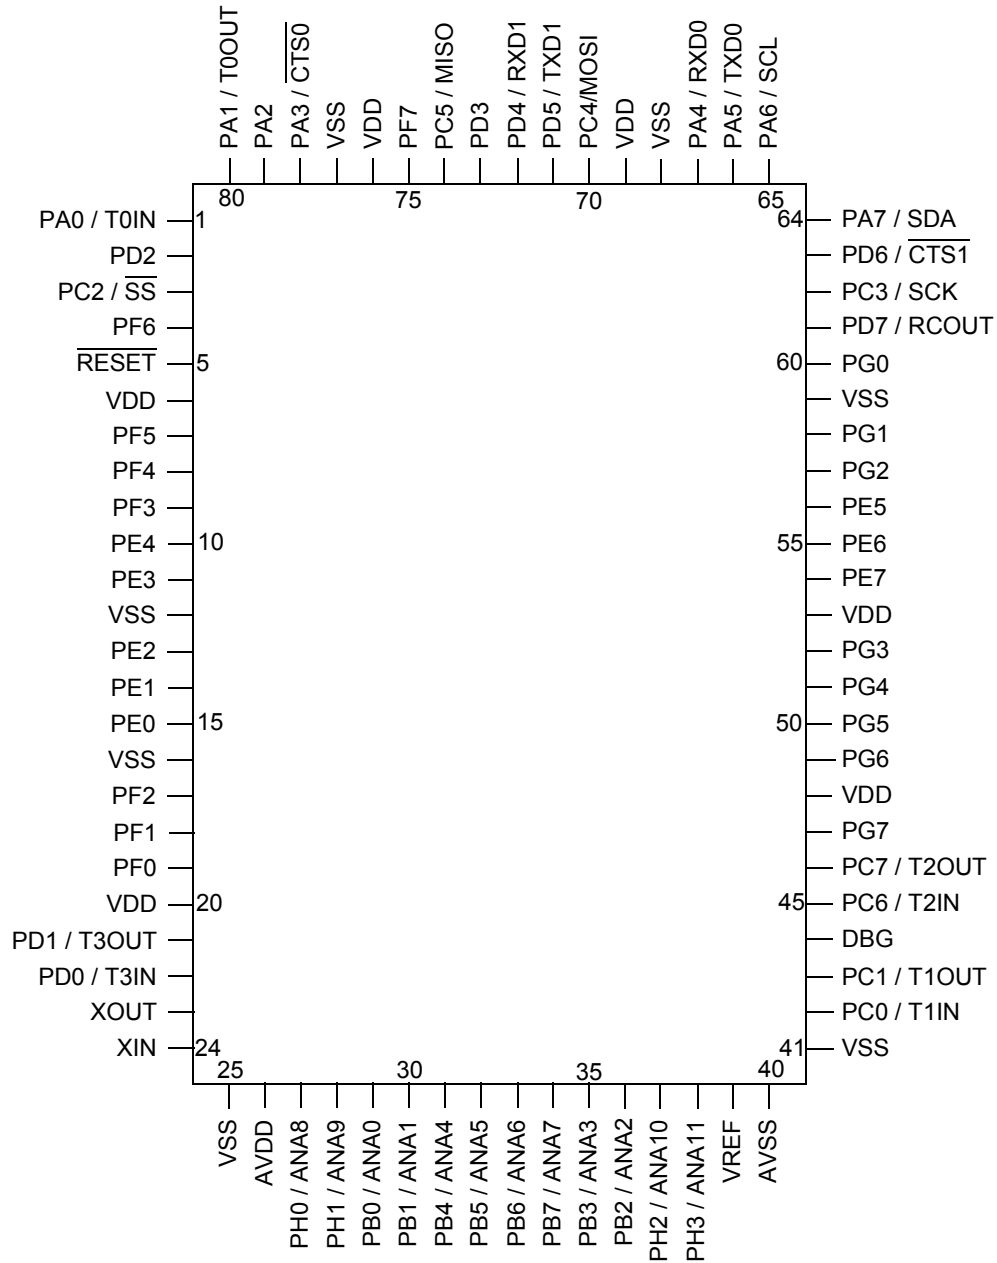 PA1 / T0OUT
PA2
PA3 / CTS0
VSS
VDD
PF7
PC5 / MISO
PD3
PD4 / RXD1
PD5 / TXD1
PC4/MOSI
VDD
VSS
PA4 / RXD0
PA5 / TXD0
PA6 / SCL
80
75
70
65
PA0 / T0IN
1
PD2
PC2 / SS
PF6
RESET
5
VDD
PF5
PF4
PF3
PE4
10
PE3
VSS
PE2
PE1
PE0
15
VSS
PF2
PF1
PF0
VDD
20
PD1 / T3OUT
PD0 / T3IN
XOUT
XIN
24
64
PA7 / SDA
PD6 / CTS1
PC3 / SCK
PD7 / RCOUT
60
PG0
VSS
PG1
PG2
PE5
55
PE6
PE7
VDD
PG3
PG4
50
PG5
PG6
VDD
PG7
PC7 / T2OUT
45
PC6 / T2IN
DBG
PC1 / T1OUT
PC0 / T1IN
41
VSS
25
30
35
40
VSS
AVDD
PH0 / ANA8
PH1 / ANA9
PB0 / ANA0
PB1 / ANA1
PB4 / ANA4
PB5 / ANA5
PB6 / ANA6
PB7 / ANA7
PB3 / ANA3
PB2 / ANA2
PH2 / ANA10
PH3 / ANA11
VREF
AVSS